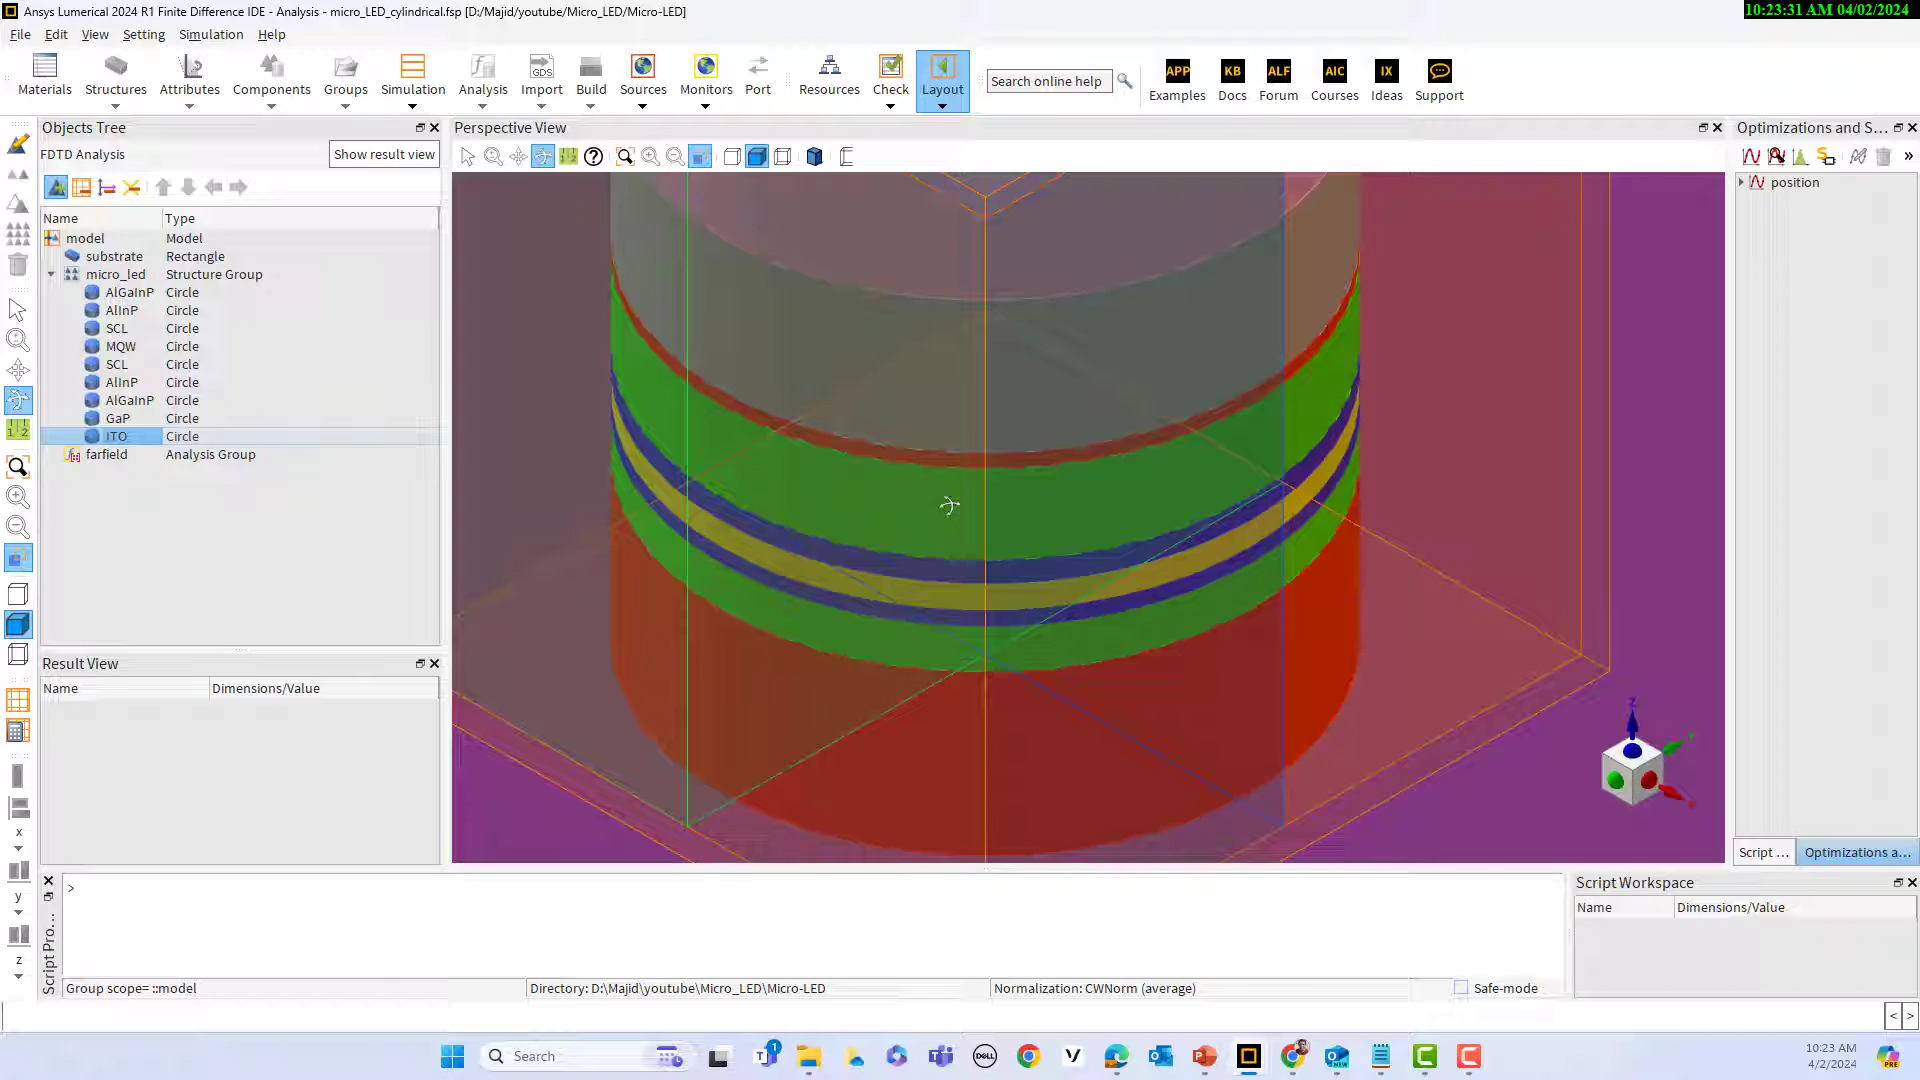 Ansys Lumerical 2024 R1 Finite Difference IDE - Analysis - micro_LED_cylindrical.fsp [D:/Majid/youtube/Micro_LED/Micro-LED]
10:23:31 AM 04/02/2024
File Edit View Setting Simulation Help
Materials Structures Attributes Components Groups Simulation Analysis Import Build Sources Monitors Port Resources Check Layout
GDS
Search online help
APP KB ALF AIC IX
Examples Docs Forum Courses Ideas Support
Objects Tree
FDTD Analysis
Show result view
Name Type
model Model
substrate Rectangle
micro_led Structure Group
AlGaInP Circle
AlInP Circle
SCL Circle
MQW Circle
SCL Circle
AlInP Circle
AlGaInP Circle
GaP Circle
ITO Circle
farfield Analysis Group
Result View
Name Dimensions/Value
Perspective View
z
Optimizations and S...
position
Script ... Optimizations a...
x
y
z
Script Pro...
>
Group scope= ::model
Directory: D:\Majid\youtube\Micro_LED\Micro-LED
Normalization: CWNorm (average)
Safe-mode
Script Workspace
Name Dimensions/Value
< >
Search
1
DELL
NEW
10:23 AM
4/2/2024
PRE